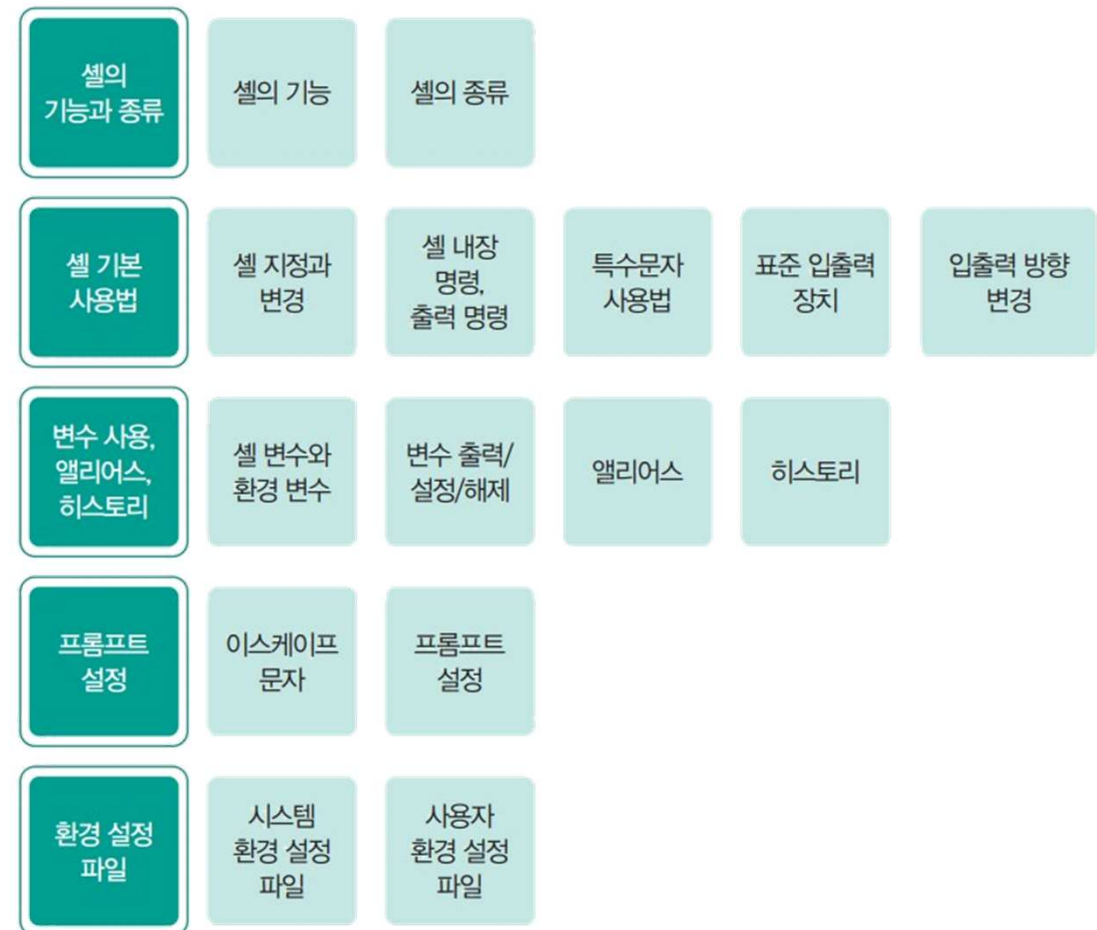 셸의
기능과 종류
셸의 기능
셸의 종류
셸 기본
사용법
셸 지정과
변경
셸 내장
명령,
출력 명령
특수문자
사용법
표준 입출력
장치
입출력 방향
변경
변수 사용,
앨리어스,
히스토리
셸 변수와
환경 변수
변수 출력/
설정/해제
앨리어스
히스토리
프롬프트
설정
이스케이프
문자
프롬프트
설정
환경 설정
파일
시스템
환경 설정
파일
사용자
환경 설정
파일